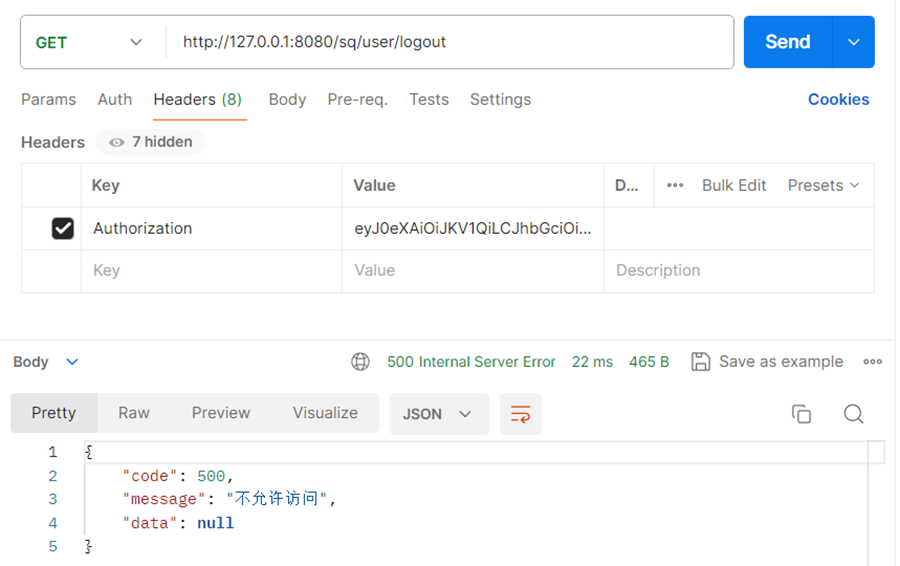 GET http://127.0.0.1:8080/sq/user/logout Send
Params Auth Headers (8) Body Pre-req. Tests Settings Cookies
Headers 7 hidden
Key Value D... ••• Bulk Edit Presets
Authorization eyJ0eXAiOiJKV1QiLCJhbGciOi...
Key Value Description
Body 500 Internal Server Error 22 ms 465 B Save as example
Pretty Raw Preview Visualize JSON
1 {
2 "code": 500,
3 "message": "不允许访问",
4 "data": null
5 }